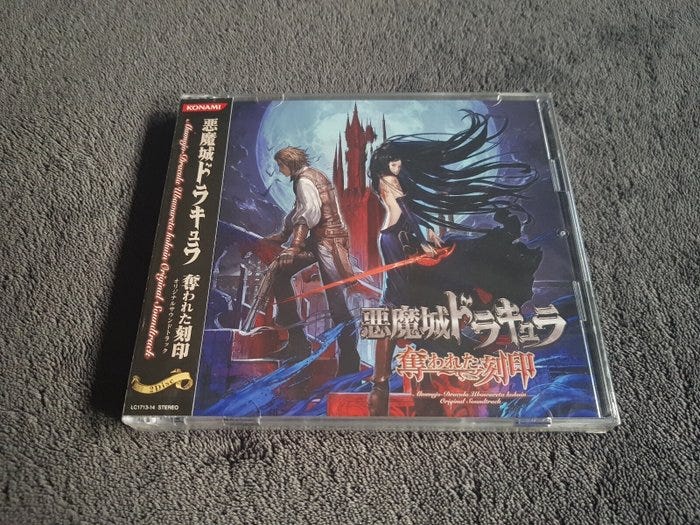 KONAMI
悪魔城ドラキュラ
奪われた刻印
オリジナルサウンドトラック
Akumajo-Dracula Ubawareta kokuin Original Soundtrack
2Disc
LC1713-14 STEREO
悪魔城ドラキュラ
奪われた刻印
Akumajo-Dracula Ubawareta kokuin
Original Soundtrack